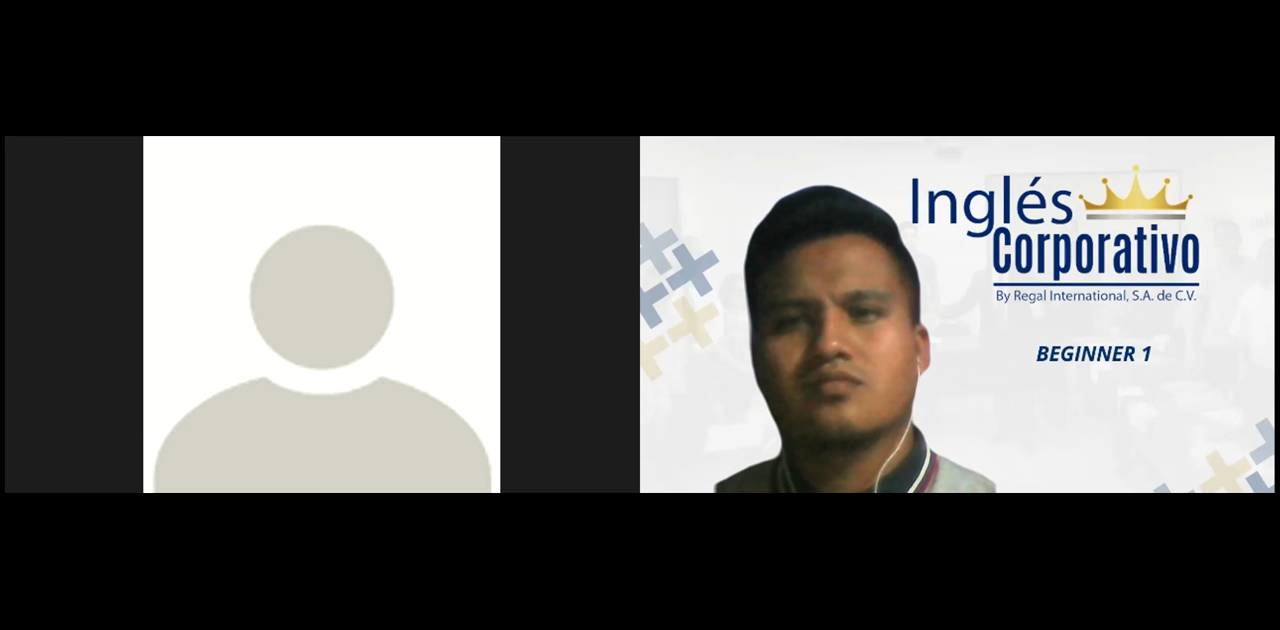 Inglés
Corporativo
By Regal International, S.A. de C.V.
BEGINNER 1